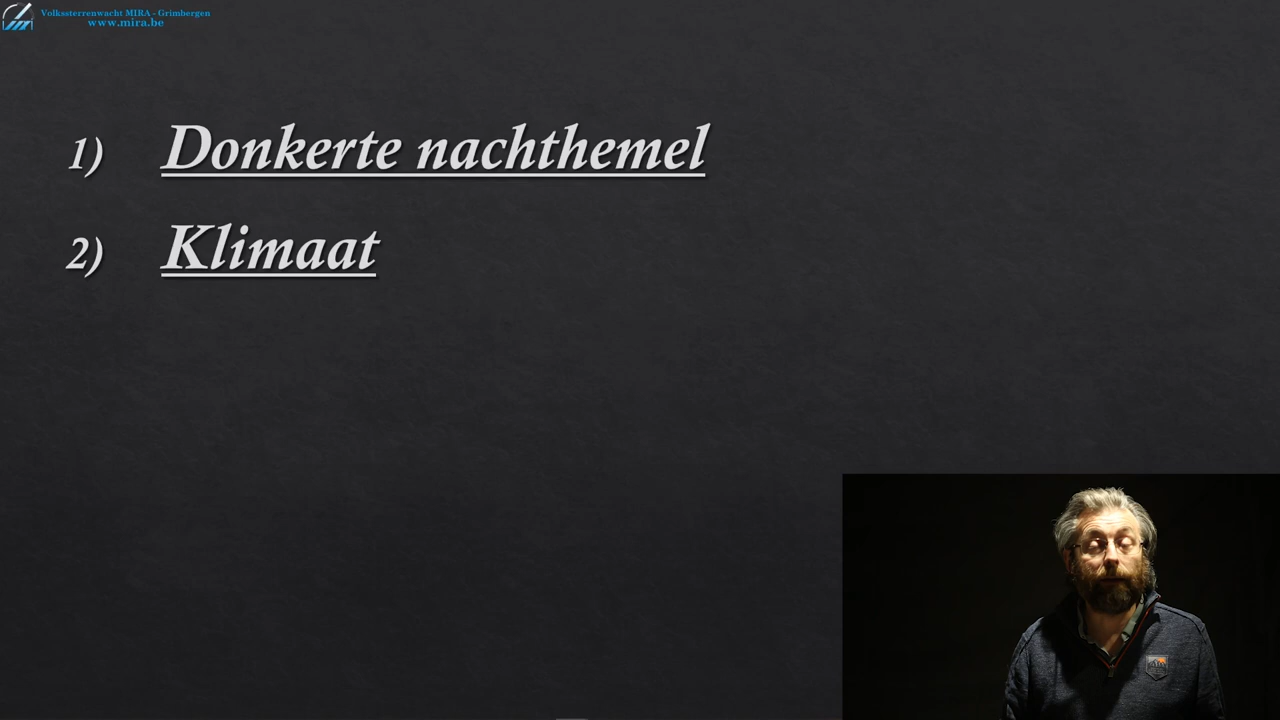 Volkssterrenwacht MIRA - Grimbergen
www.mira.be
1) Donkerte nachthemel
2) Klimaat